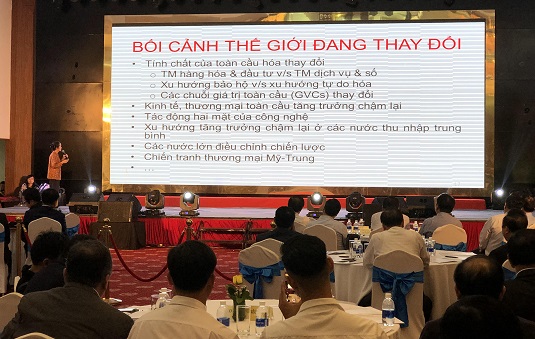 BỐI CẢNH THẾ GIỚI ĐANG THAY ĐỔI
• Tính chất của toàn cầu hóa thay đổi
o TM hàng hóa & đầu tư v/s TM dịch vụ & số
o Xu hướng bảo hộ v/s xu hướng tự do hóa
o Các chuỗi giá trị toàn cầu (GVCs) thay đổi
• Kinh tế, thương mại toàn cầu tăng trưởng chậm lại
• Tác động hai mặt của công nghệ
• Xu hướng tăng trưởng chậm lại ở các nước thu nhập trung
bình
• Các nước lớn điều chỉnh chiến lược
• Chiến tranh thương mại Mỹ-Trung
• ...